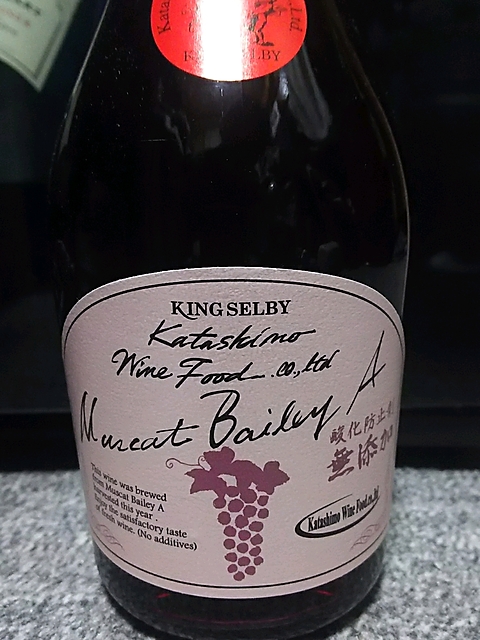 Ltd.
SELBY
KING SELBY
Katashimo
Wine Food.co.,ltd
Muscat Bailey A
酸化防止剤
無添加
This wine was brewed
from Muscat Bailey A
harvested this year.
Enjoy the satisfactory taste
of fresh wine. (No additives)
Katashimo Wine Food.co.,ltd